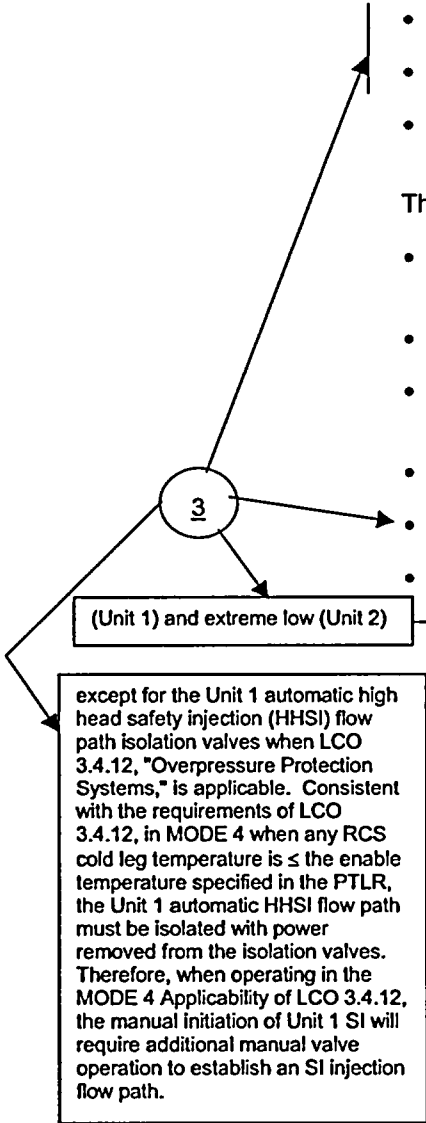 •
•
•
Th
•
•
•
•
•
•
3
(Unit 1) and extreme low (Unit 2)
except for the Unit 1 automatic high
head safety injection (HHSI) flow
path isolation valves when LCO
3.4.12, "Overpressure Protection
Systems," is applicable. Consistent
with the requirements of LCO
3.4.12, in MODE 4 when any RCS
cold leg temperature is ≤ the enable
temperature specified in the PTLR,
the Unit 1 automatic HHSI flow path
must be isolated with power
removed from the isolation valves.
Therefore, when operating in the
MODE 4 Applicability of LCO 3.4.12,
the manual initiation of Unit 1 SI will
require additional manual valve
operation to establish an SI injection
flow path.